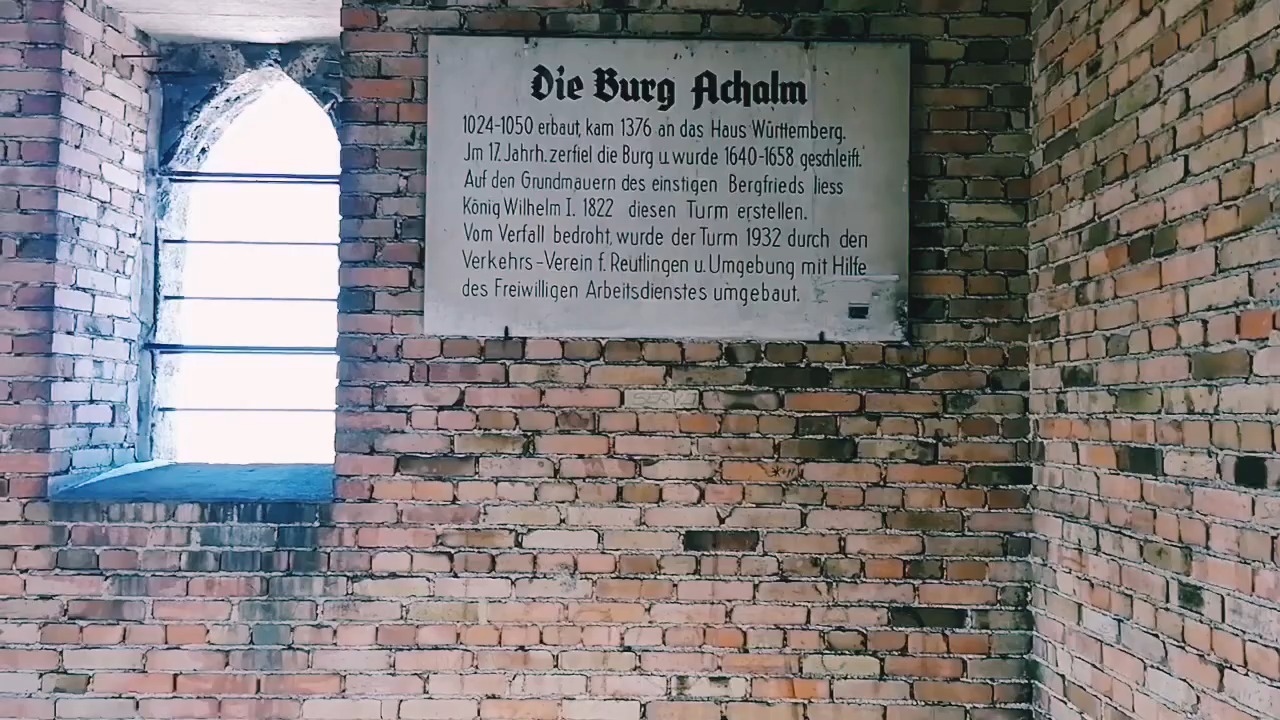 Die Burg Achalm
1024-1050 erbaut, kam 1376 an das Haus Württemberg.
Jm 17. Jahrh. zerfiel die Burg u. wurde 1640-1658 geschleift.
Auf den Grundmauern des einstigen Bergfrieds liess
König Wilhelm I. 1822 diesen Turm erstellen.
Vom Verfall bedroht, wurde der Turm 1932 durch den
Verkehrs-Verein f. Reutlingen u. Umgebung mit Hilfe
des Freiwilligen Arbeitsdienstes umgebaut.